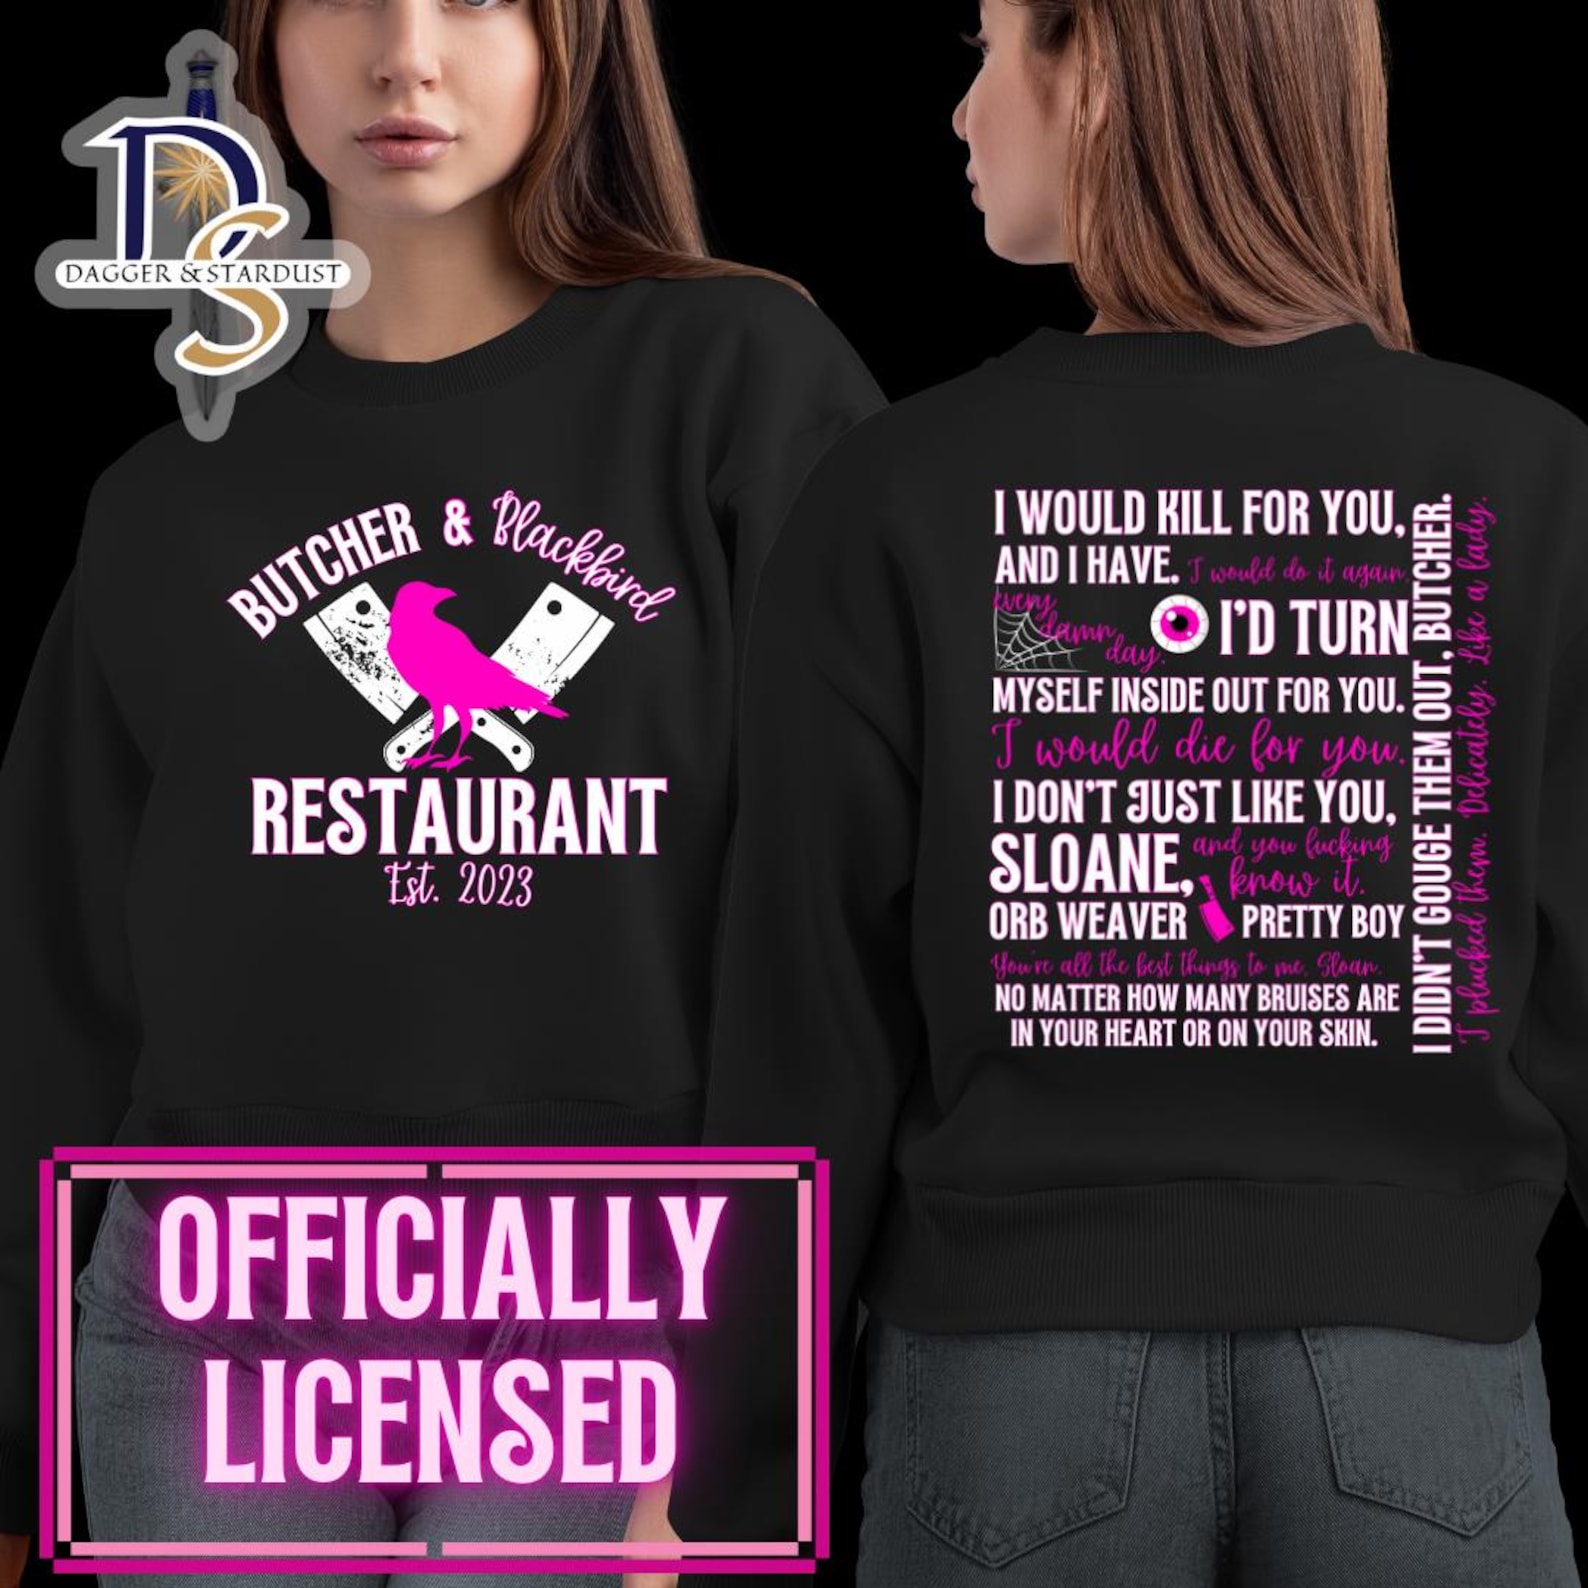 DS
DAGGER & STARDUST
BUTCHER & Blackbird
RESTAURANT
Est. 2023
OFFICIALLY
LICENSED
I WOULD KILL FOR YOU,
AND I HAVE. I would do it again.
every
damn
day.
I'D TURN
MYSELF INSIDE OUT FOR YOU.
I would die for you.
I DON'T JUST LIKE YOU,
SLOANE, and you fucking
know it.
ORB WEAVER PRETTY BOY
You're all the best things to me, Sloan.
NO MATTER HOW MANY BRUISES ARE
IN YOUR HEART OR ON YOUR SKIN.
I DIDN'T GOUGE THEM OUT, BUTCHER.
I plucked them. Delicately. Like a lady.